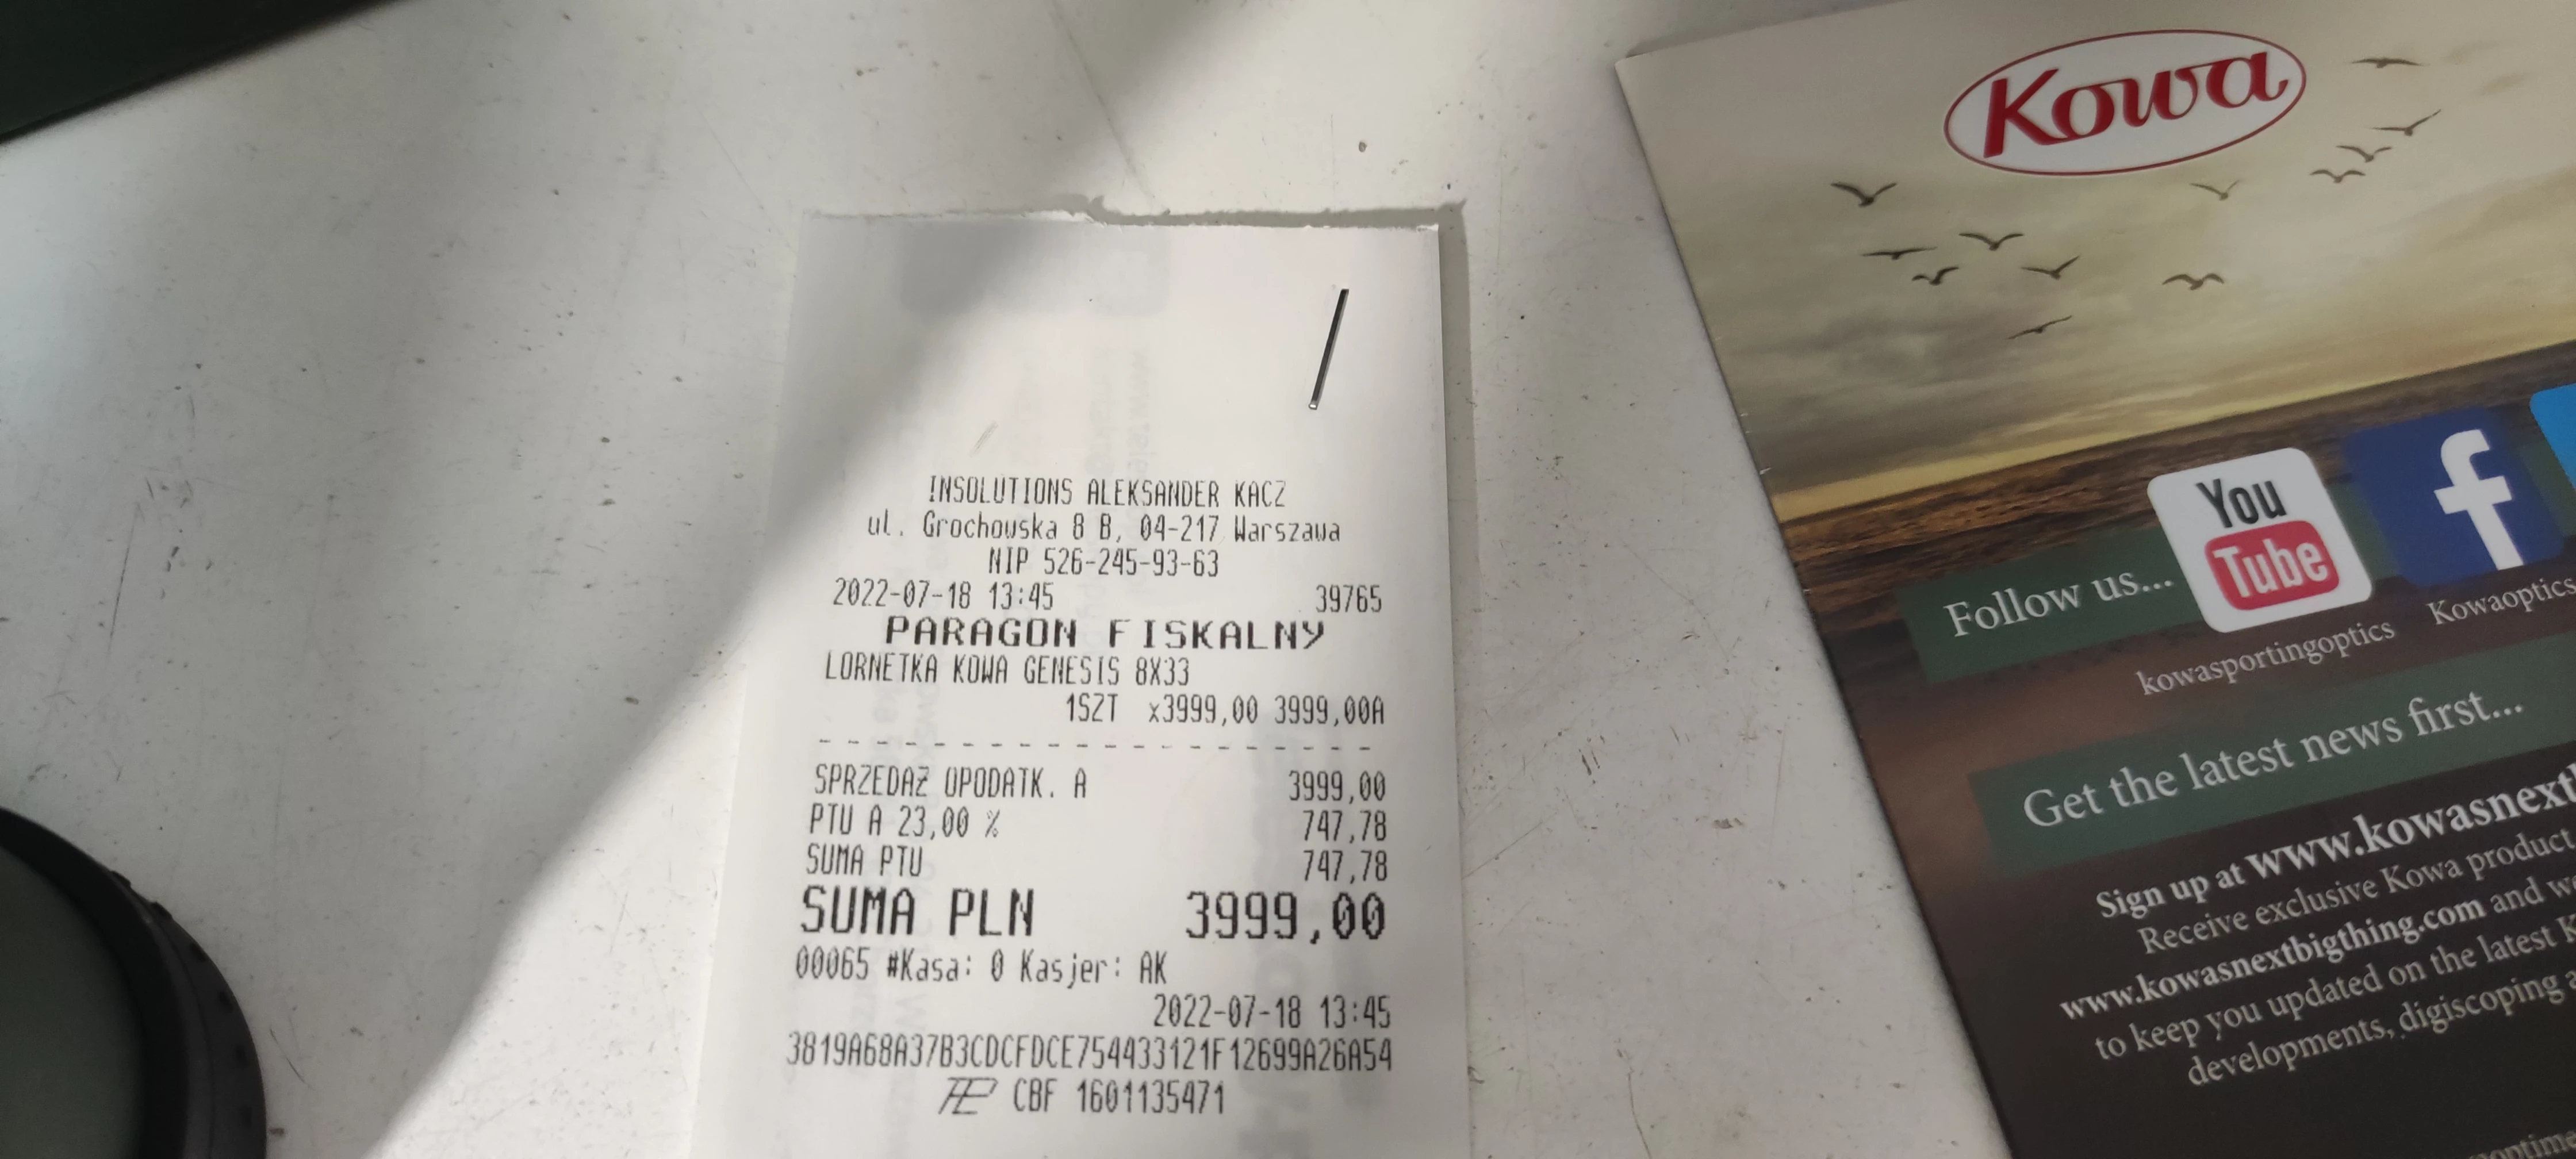 INSOLUTIONS ALEKSANDER KACZ
ul. Grochowska 8 B, 04-217 Warszawa
NIP 526-245-93-63
2022-07-18 13:45 39765
PARAGON FISKALNY
LORNETKA KOWA GENESIS 8X33
1SZT x3999,00 3999,00A
- - - - - - - - - - - - - - - - - - - -
SPRZEDAŻ OPODATK. A 3999,00
PTU A 23,00 % 747,78
SUMA PTU 747,78
SUMA PLN 3999,00
00065 #Kasa: 0 Kasjer: AK
2022-07-18 13:45
3819A68A37B3CDCFDCE754433121F12699A26A54
CBF 1601135471
Kowa
Follow us...
You
Tube
f
kowasportingoptics
Kowaoptics
Get the latest news first...
Sign up at www.kowasnext
Receive exclusive Kowa product
www.kowasnextbigthing.com and
to keep you updated on the latest
developments, digiscoping